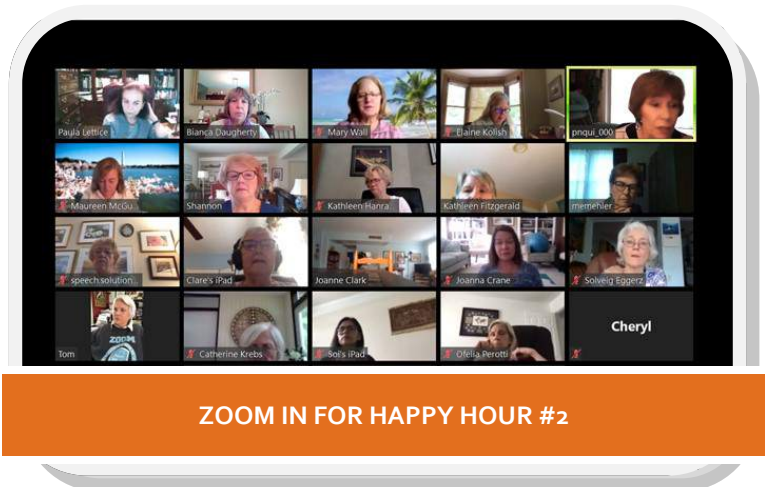 Paula Lettice
Bianca Daugherty
Mary Wall
Elaine Kolish
pnqui_000
Maureen McGu
Shannon
Kathleen Hanra
Kathleen Fitzgerald
memehler
speech.solution
Clare's iPad
Joanne Clark
Joanna Crane
Solveig Eggerz
ZOOM
Tom
Catherine Krebs
Sol's iPad
Ofelia Perotti
Cheryl
ZOOM IN FOR HAPPY HOUR #2